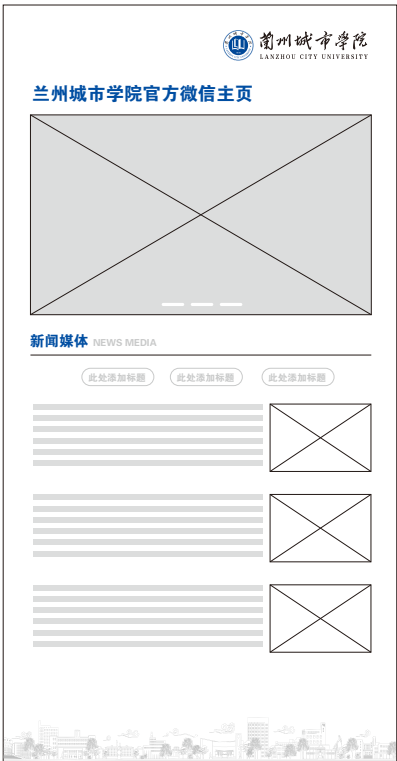 蘭州城市学院
LANZHOU CITY UNIVERSITY
兰州城市学院官方微信主页
新闻媒体 NEWS MEDIA
此处添加标题 此处添加标题 此处添加标题